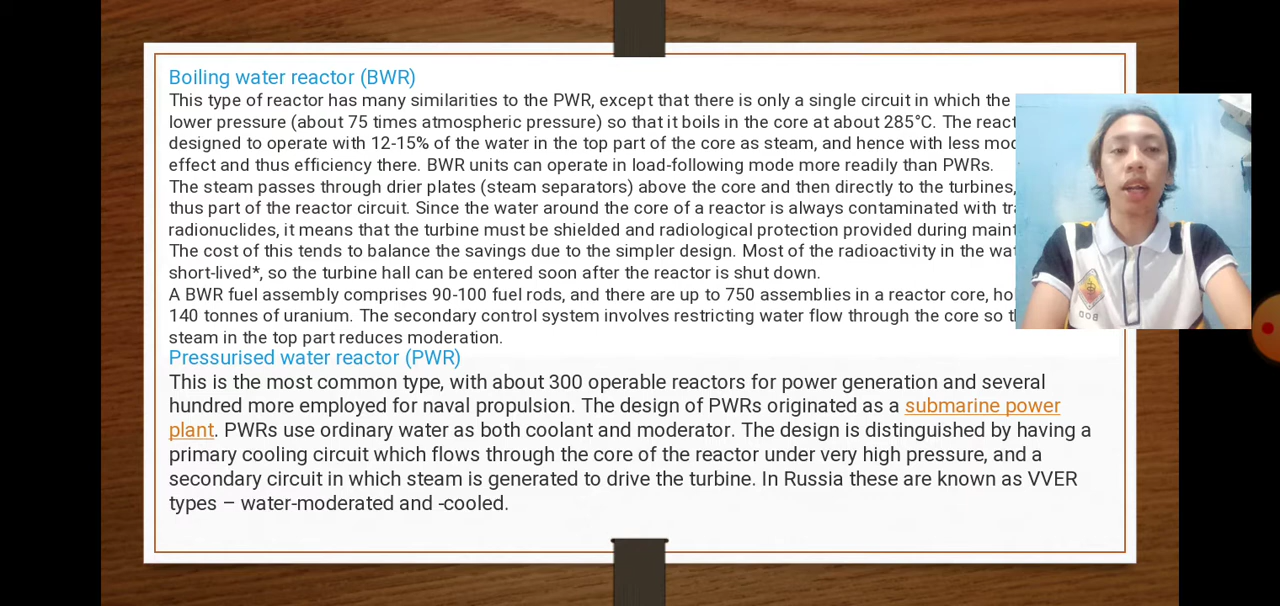 Boiling water reactor (BWR)
This type of reactor has many similarities to the PWR, except that there is only a single circuit in which the
lower pressure (about 75 times atmospheric pressure) so that it boils in the core at about 285°C. The
designed to operate with 12-15% of the water in the top part of the core as steam, and hence with less
effect and thus efficiency there. BWR units can operate in load-following mode more readily than PWRs.
The steam passes through drier plates (steam separators) above the core and then directly to the turbines,
thus part of the reactor circuit. Since the water around the core of a reactor is always contaminated with
radionuclides, it means that the turbine must be shielded and radiological protection provided during
The cost of this tends to balance the savings due to the simpler design. Most of the radioactivity in the
short-lived*, so the turbine hall can be entered soon after the reactor is shut down.
A BWR fuel assembly comprises 90-100 fuel rods, and there are up to 750 assemblies in a reactor core,
140 tonnes of uranium. The secondary control system involves restricting water flow through the core so
steam in the top part reduces moderation.
Pressurised water reactor (PWR)
This is the most common type, with about 300 operable reactors for power generation and several
hundred more employed for naval propulsion. The design of PWRs originated as a submarine power
plant. PWRs use ordinary water as both coolant and moderator. The design is distinguished by having a
primary cooling circuit which flows through the core of the reactor under very high pressure, and a
secondary circuit in which steam is generated to drive the turbine. In Russia these are known as VVER
types – water-moderated and -cooled.